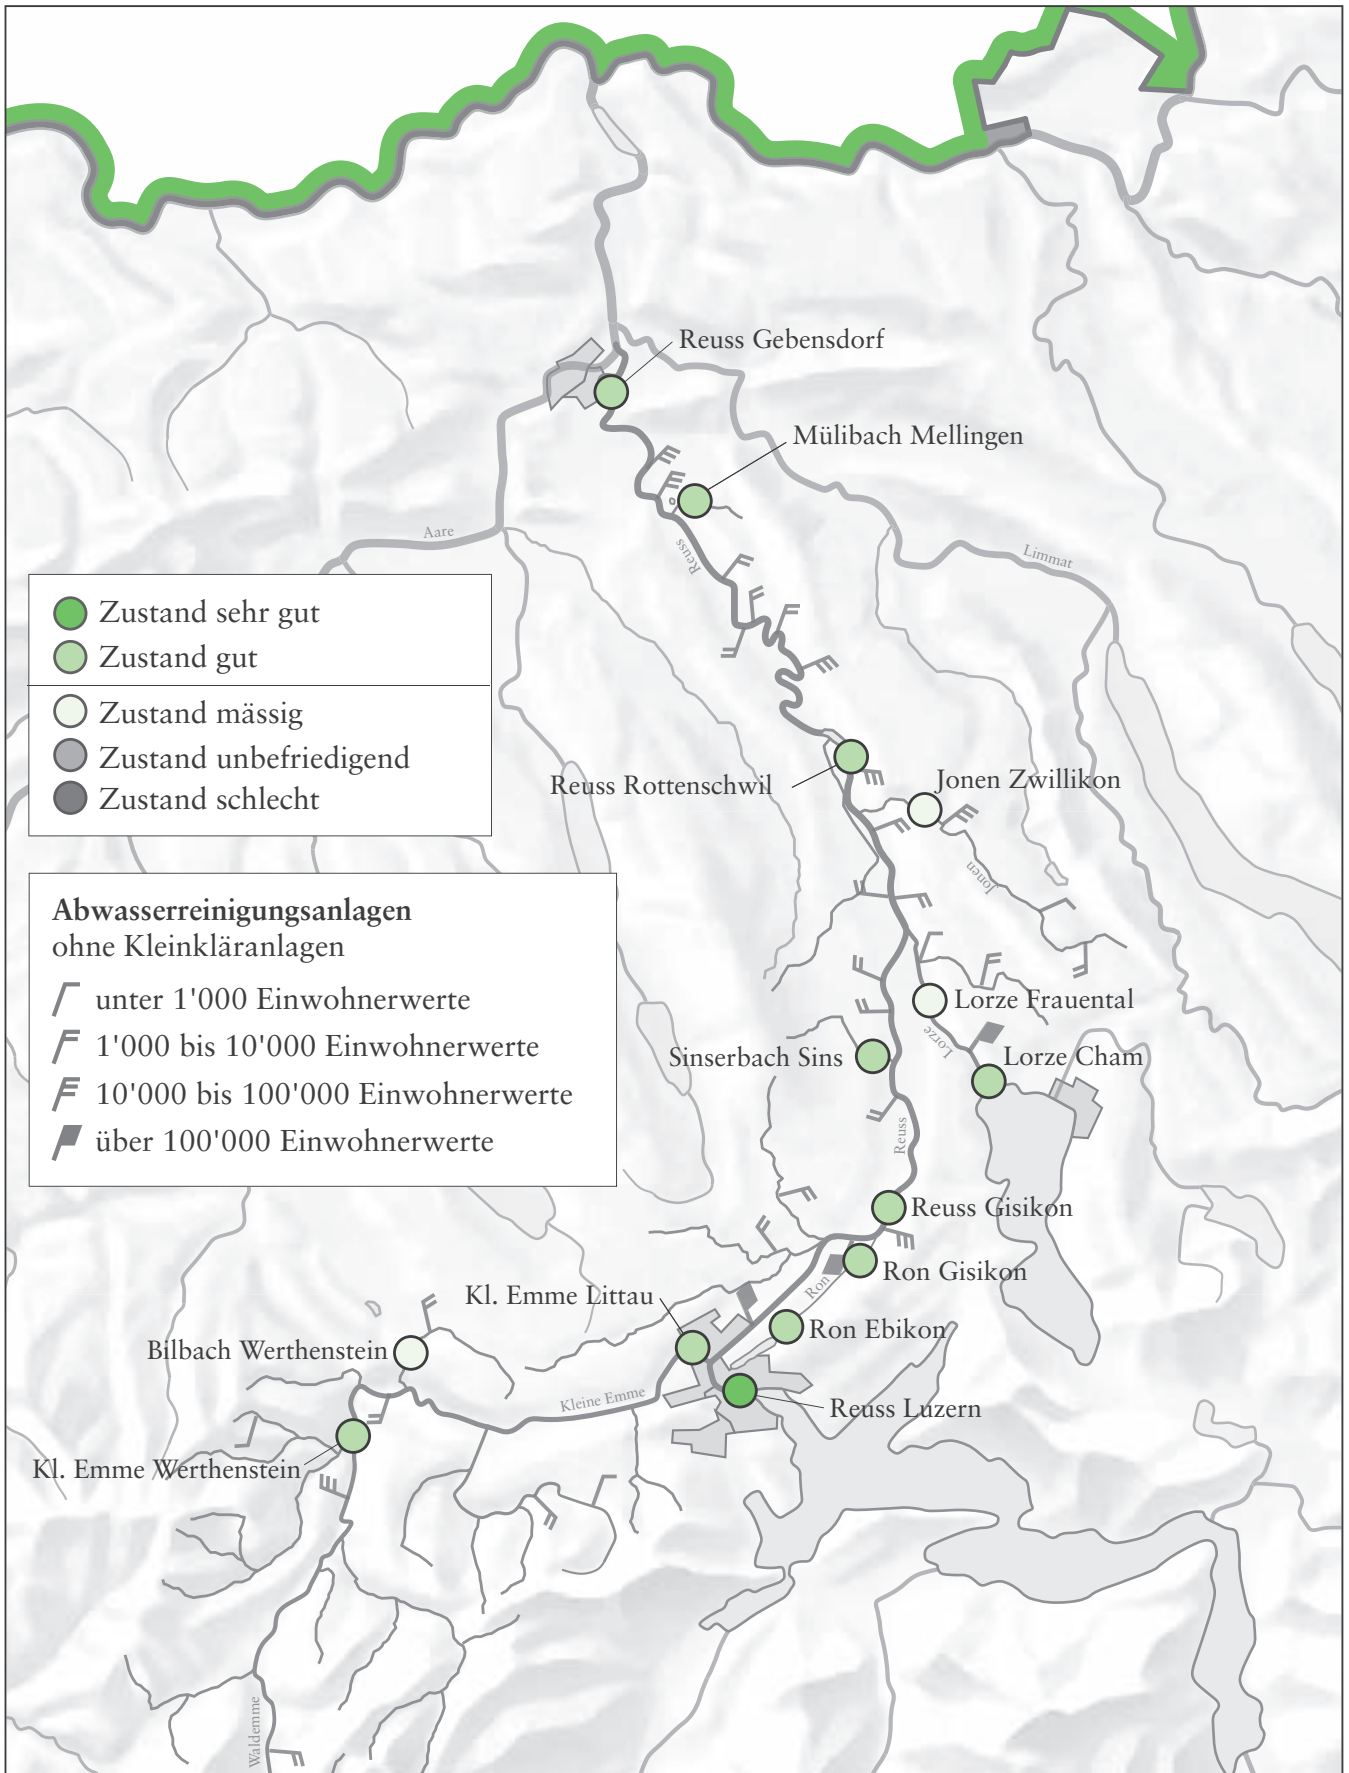 Reuss Gebensdorf
Mülibach Mellingen
Aare
Reuss
Limmat
Zustand sehr gut
Zustand gut
Zustand mässig
Zustand unbefriedigend
Zustand schlecht
Reuss Rottenschwil
Jonen Zwillikon
Jonen
Abwasserreinigungsanlagen
ohne Kleinkläranlagen
unter 1'000 Einwohnerwerte
1'000 bis 10'000 Einwohnerwerte
10'000 bis 100'000 Einwohnerwerte
über 100'000 Einwohnerwerte
Lorze Frauental
Lorze
Sinserbach Sins
Lorze Cham
Reuss
Reuss Gisikon
Ron Gisikon
Ron
Kl. Emme Littau
Ron Ebikon
Bilbach Werthenstein
Kleine Emme
Reuss Luzern
Kl. Emme Werthenstein
Waldemme